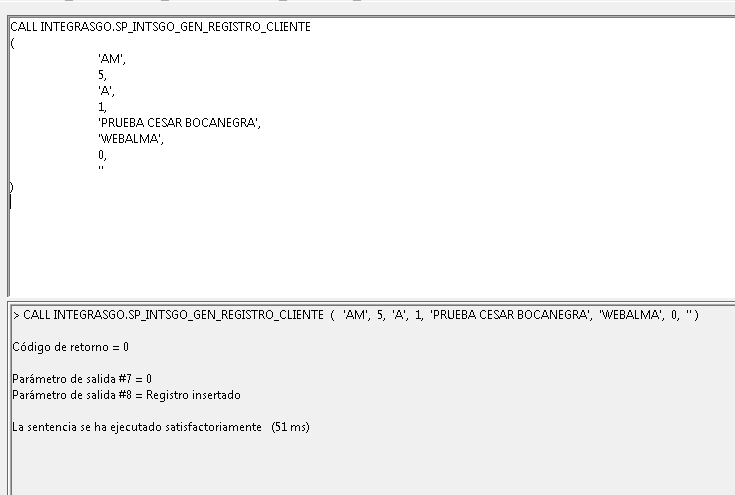 CALL INTEGRASGO.SP_INTSGO_GEN_REGISTRO_CLIENTE
(
'AM',
5,
'A',
1,
'PRUEBA CESAR BOCANEGRA',
'WEBALMA',
0,
''
)
> CALL INTEGRASGO.SP_INTSGO_GEN_REGISTRO_CLIENTE ( 'AM', 5, 'A', 1, 'PRUEBA CESAR BOCANEGRA', 'WEBALMA', 0, '' )
Código de retorno = 0
Parámetro de salida #7 = 0
Parámetro de salida #8 = Registro insertado
La sentencia se ha ejecutado satisfactoriamente (51 ms)